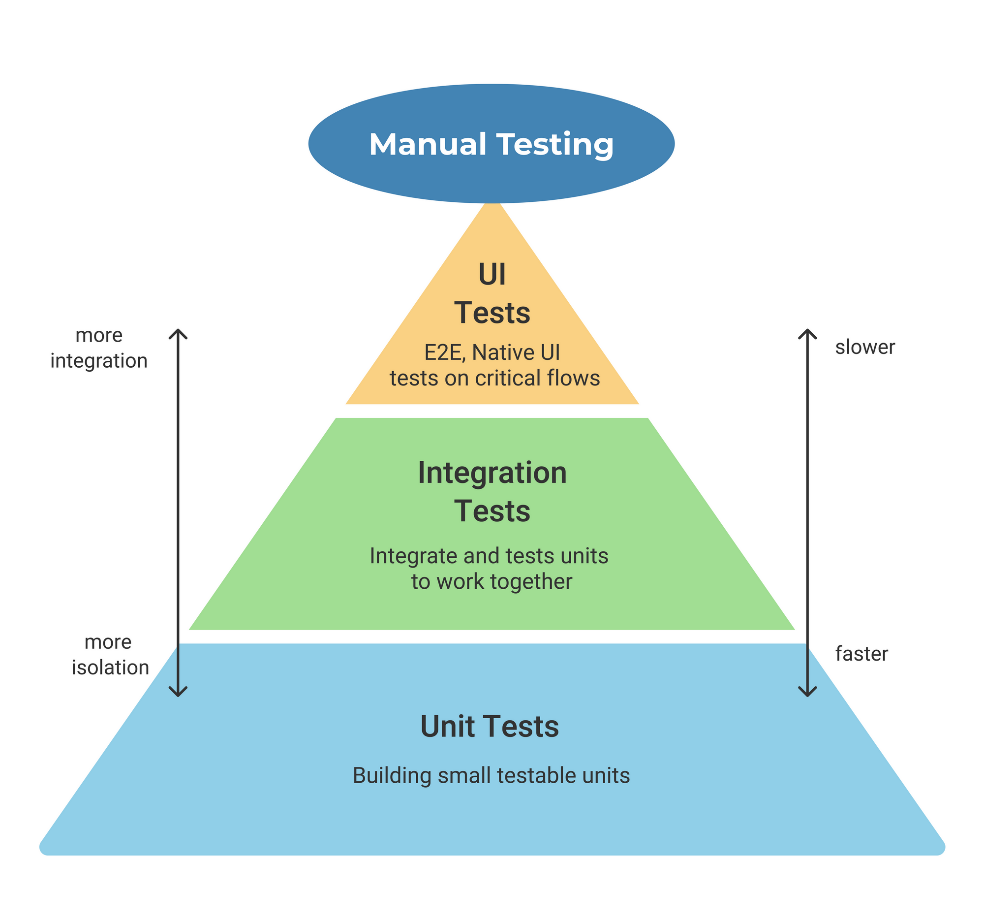 Manual Testing
UI
Tests
E2E, Native UI
tests on critical flows
more
integration
slower
Integration
Tests
Integrate and tests units
to work together
more
isolation
faster
Unit Tests
Building small testable units